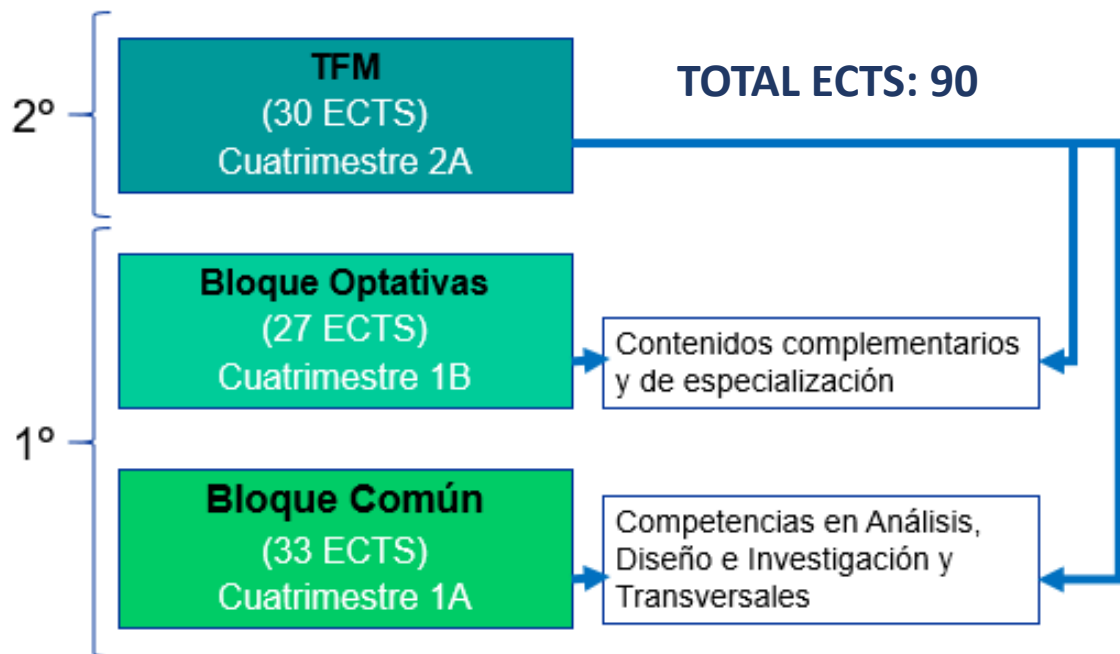 TOTAL ECTS: 90
2º
TFM
(30 ECTS)
Cuatrimestre 2A
1º
Bloque Optativas
(27 ECTS)
Cuatrimestre 1B
Contenidos complementarios
y de especialización
Bloque Común
(33 ECTS)
Cuatrimestre 1A
Competencias en Análisis,
Diseño e Investigación y
Transversales